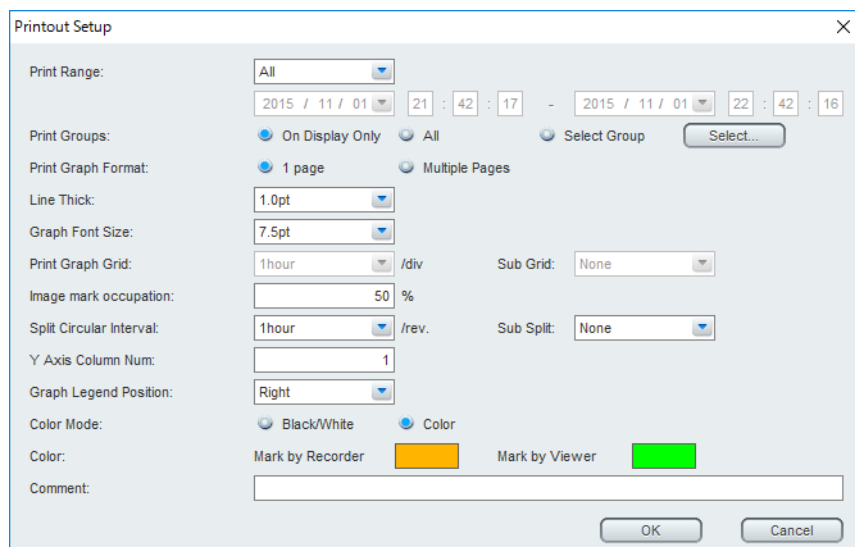 Printout Setup
Print Range: All
2015 / 11 / 01 21 : 42 : 17 - 2015 / 11 / 01 22 : 42 : 16
Print Groups: On Display Only All Select Group Select...
Print Graph Format: 1 page Multiple Pages
Line Thick: 1.0pt
Graph Font Size: 7.5pt
Print Graph Grid: 1hour /div Sub Grid: None
Image mark occupation: 50 %
Split Circular Interval: 1hour /rev. Sub Split: None
Y Axis Column Num: 1
Graph Legend Position: Right
Color Mode: Black/White Color
Color: Mark by Recorder Mark by Viewer
Comment:
OK Cancel